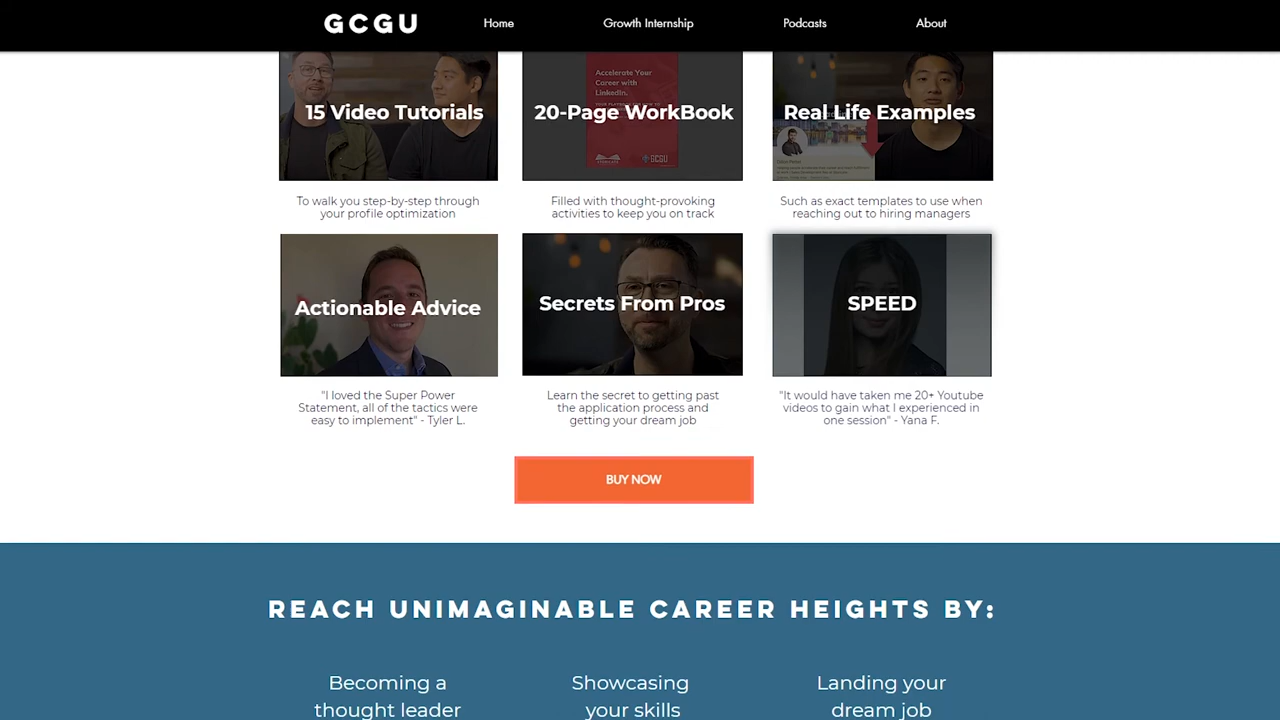 GCGU
Home
Growth Internship
Podcasts
About
15 Video Tutorials
Accelerate Your
Career with
LinkedIn.
20-Page WorkBook
GCGU
Real Life Examples
To walk you step-by-step through
your profile optimization
Filled with thought-provoking
activities to keep you on track
Such as exact templates to use when
reaching out to hiring managers
Actionable Advice
Secrets From Pros
SPEED
"I loved the Super Power
Statement, all of the tactics were
easy to implement" - Tyler L.
Learn the secret to getting past
the application process and
getting your dream job
"It would have taken me 20+ Youtube
videos to gain what I experienced in
one session" - Yana F.
BUY NOW
REACH UNIMAGINABLE CAREER HEIGHTS BY:
Becoming a
thought leader
Showcasing
your skills
Landing your
dream job